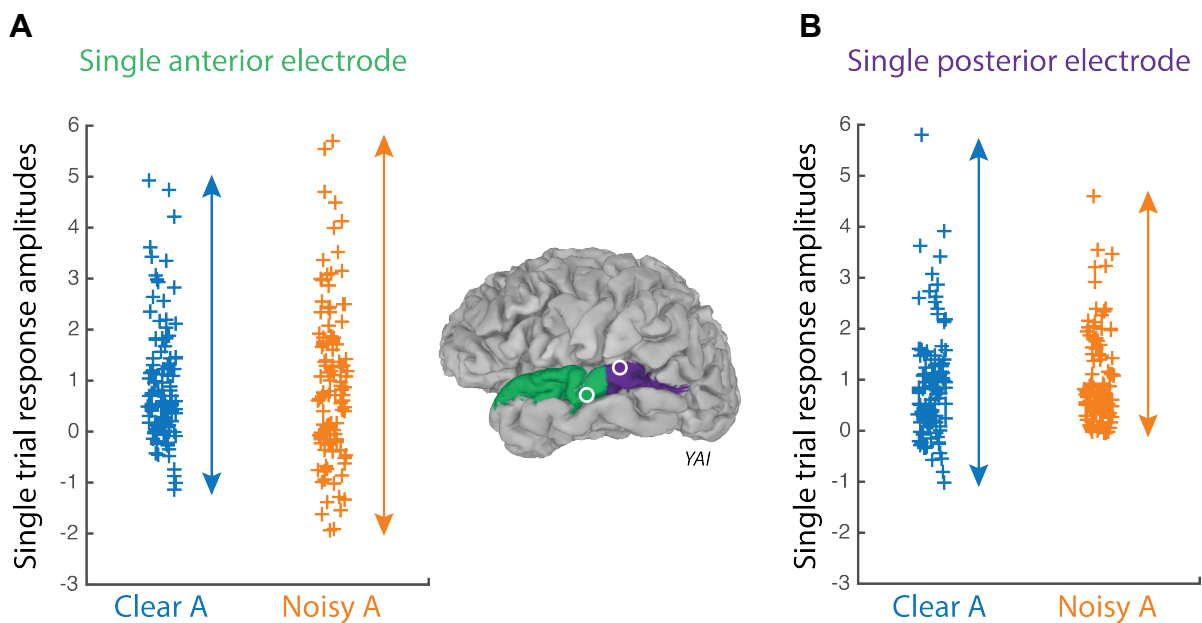 A
Single anterior electrode
Single trial response amplitudes
6
5
4
3
2
1
0
-1
-2
-3
Clear A
Noisy A
YAI
B
Single posterior electrode
Single trial response amplitudes
6
5
4
3
2
1
0
-1
-2
-3
Clear A
Noisy A